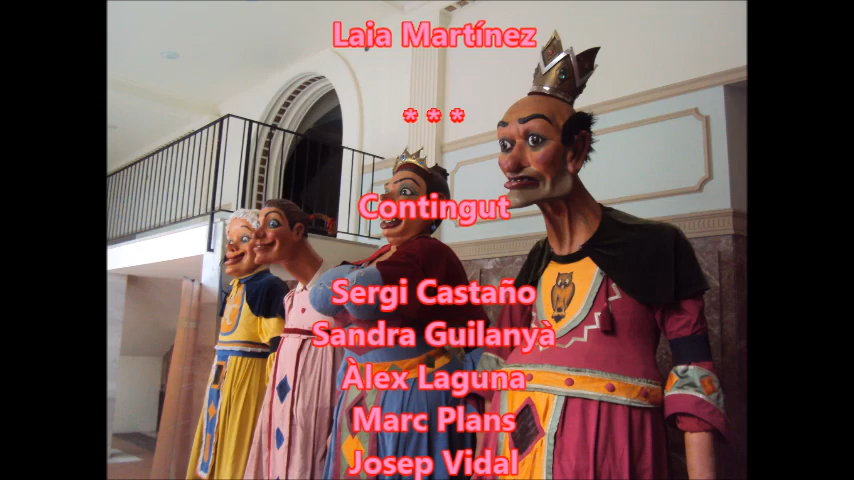 Laia Martínez
* * *
Contingut
Sergi Castaño
Sandra Guilanyà
Àlex Laguna
Marc Plans
Josep Vidal